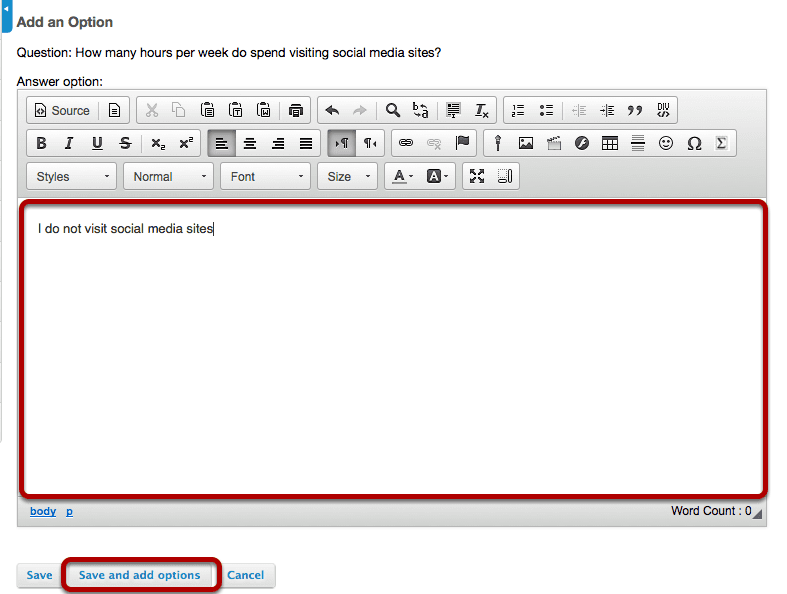 Add an Option
Question: How many hours per week do spend visiting social media sites?
Answer option:
Source
B I U S x₂ x²
Styles Normal Font Size A A
I do not visit social media sites
body p Word Count : 0
Save Save and add options Cancel